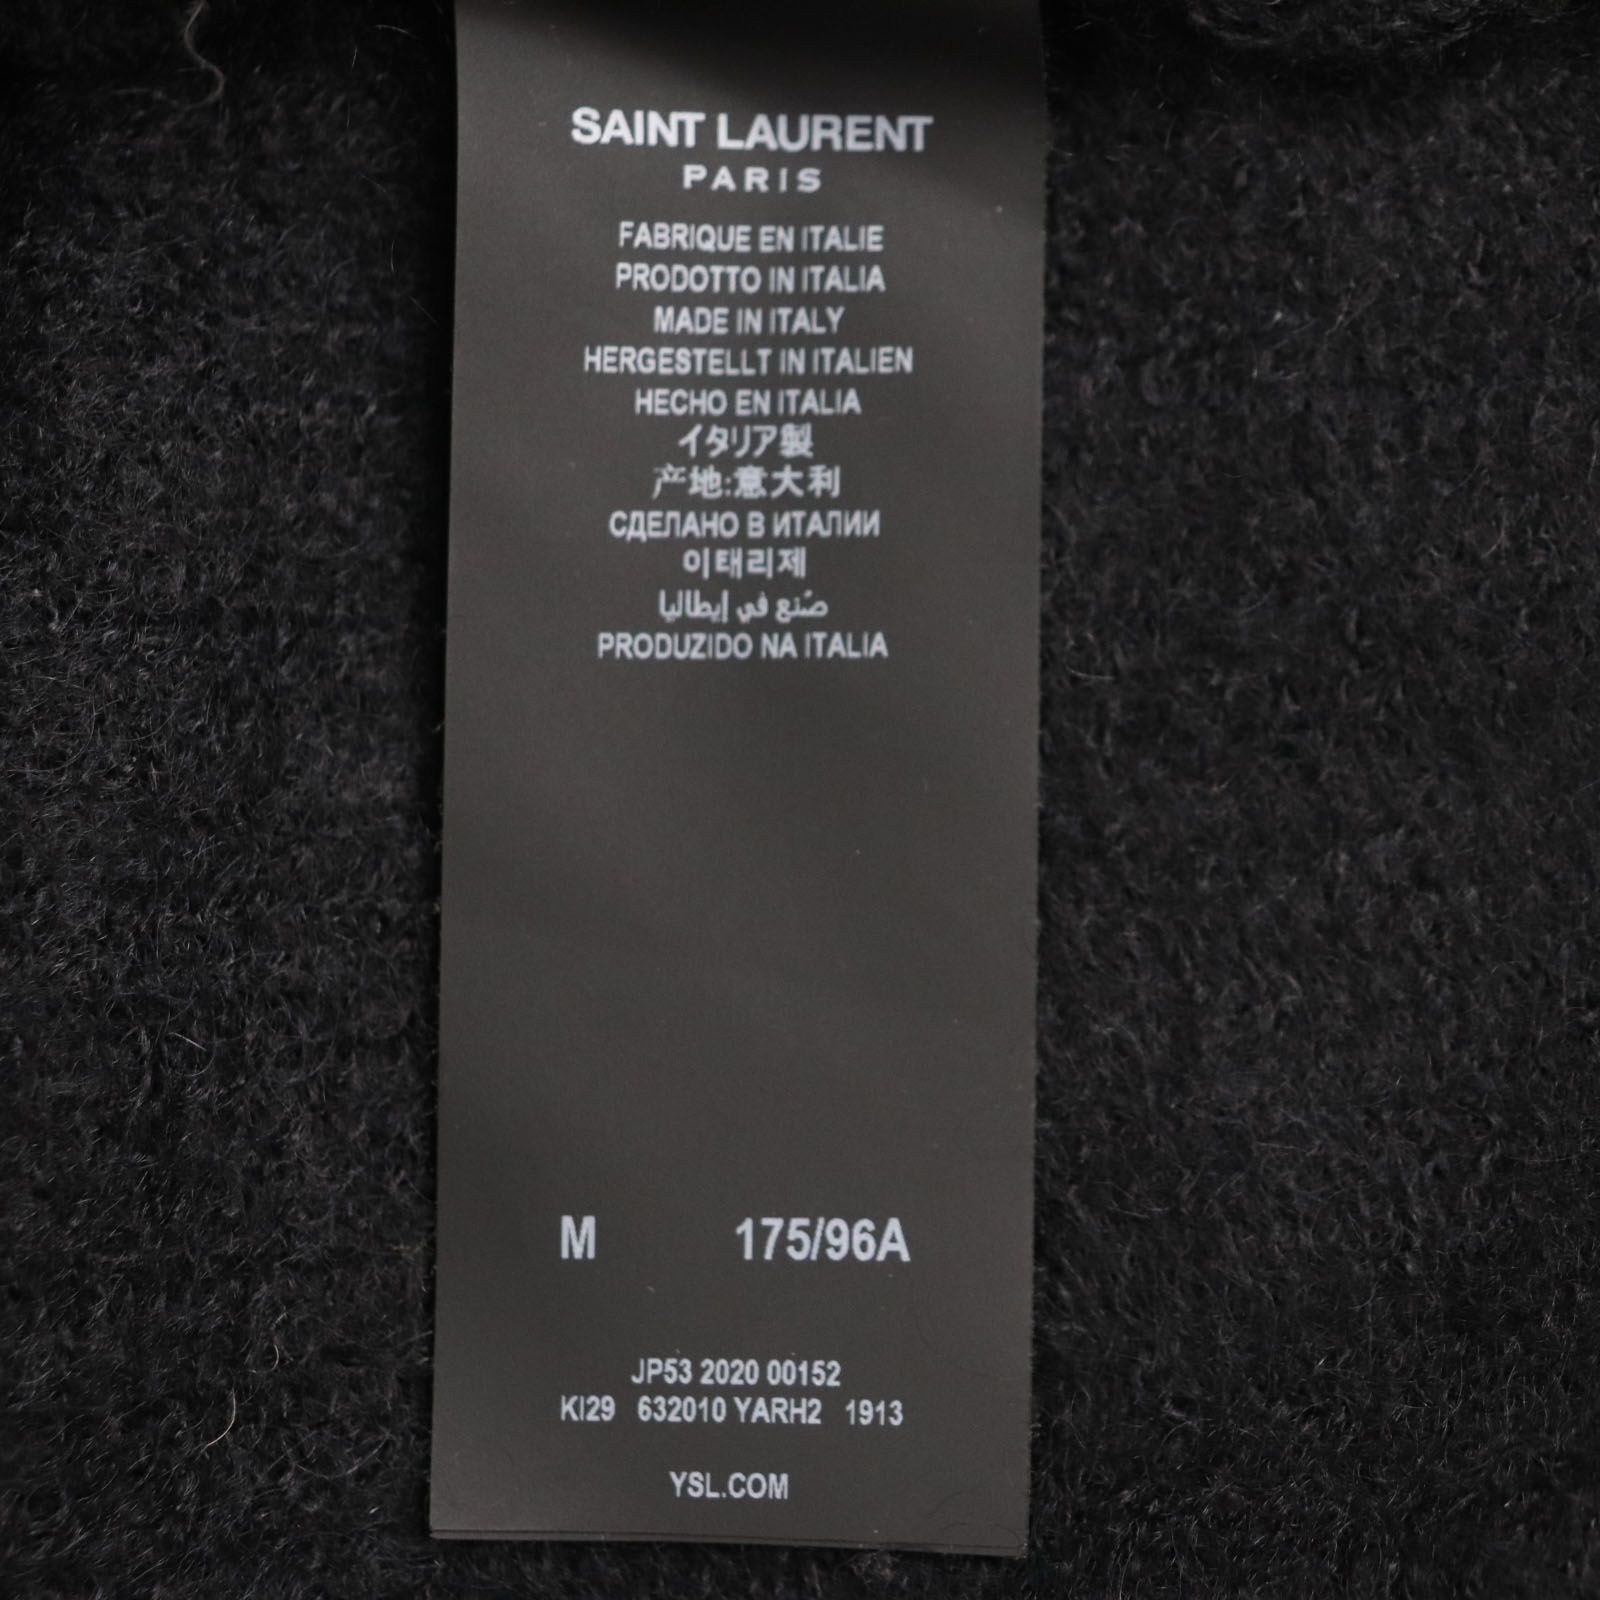 SAINT LAURENT
PARIS
FABRIQUE EN ITALIE
PRODOTTO IN ITALIA
MADE IN ITALY
HERGESTELLT IN ITALIEN
HECHO EN ITALIA
イタリア製
产地:意大利
СДЕЛАНО В ИТАЛИИ
이태리제
صُنع في إيطاليا
PRODUZIDO NA ITALIA
M 175/96A
JP53 2020 00152
KI29 632010 YARH2 1913
YSL.COM